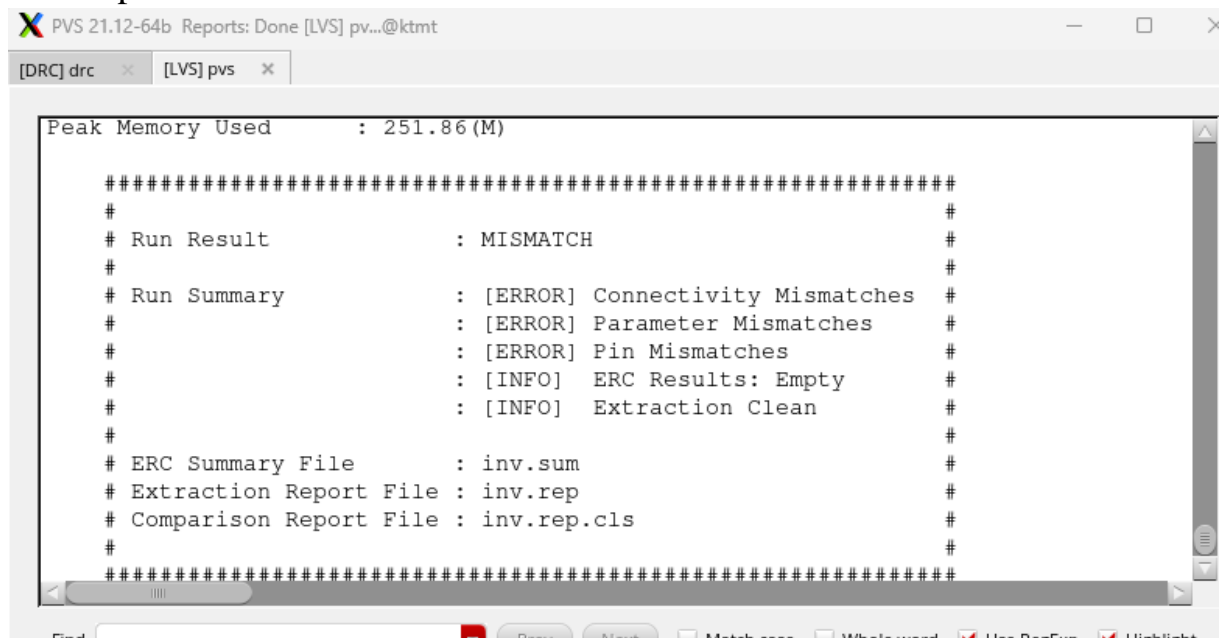 PVS 21.12-64b Reports: Done [LVS] pv...@ktmt
[DRC] drc [LVS] pvs
Peak Memory Used : 251.86(M)
#############################################################
# #
# Run Result : MISMATCH #
# #
# Run Summary : [ERROR] Connectivity Mismatches #
# : [ERROR] Parameter Mismatches #
# : [ERROR] Pin Mismatches #
# : [INFO] ERC Results: Empty #
# : [INFO] Extraction Clean #
# #
# ERC Summary File : inv.sum #
# Extraction Report File : inv.rep #
# Comparison Report File : inv.rep.cls #
# #
#############################################################
Find Prev Next Match case Whole word Use RegExp Highlight